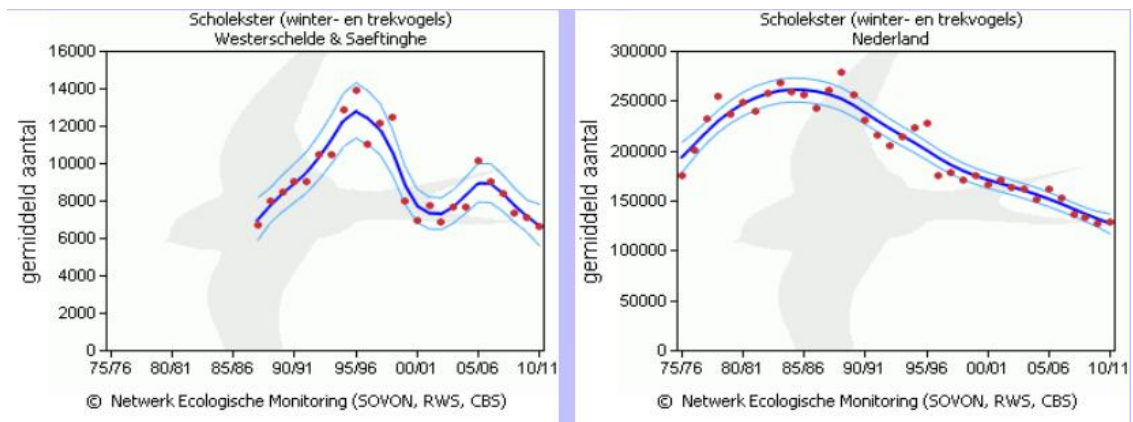 Scholekster (winter- en trekvogels)
Westerschelde & Saeftinghe
gemiddeld aantal
16000
14000
12000
10000
8000
6000
4000
2000
0
75/76 80/81 85/86 90/91 95/96 00/01 05/06 10/11
© Netwerk Ecologische Monitoring (SOVON, RWS, CBS)
Scholekster (winter- en trekvogels)
Nederland
gemiddeld aantal
300000
250000
200000
150000
100000
50000
0
75/76 80/81 85/86 90/91 95/96 00/01 05/06 10/11
© Netwerk Ecologische Monitoring (SOVON, RWS, CBS)